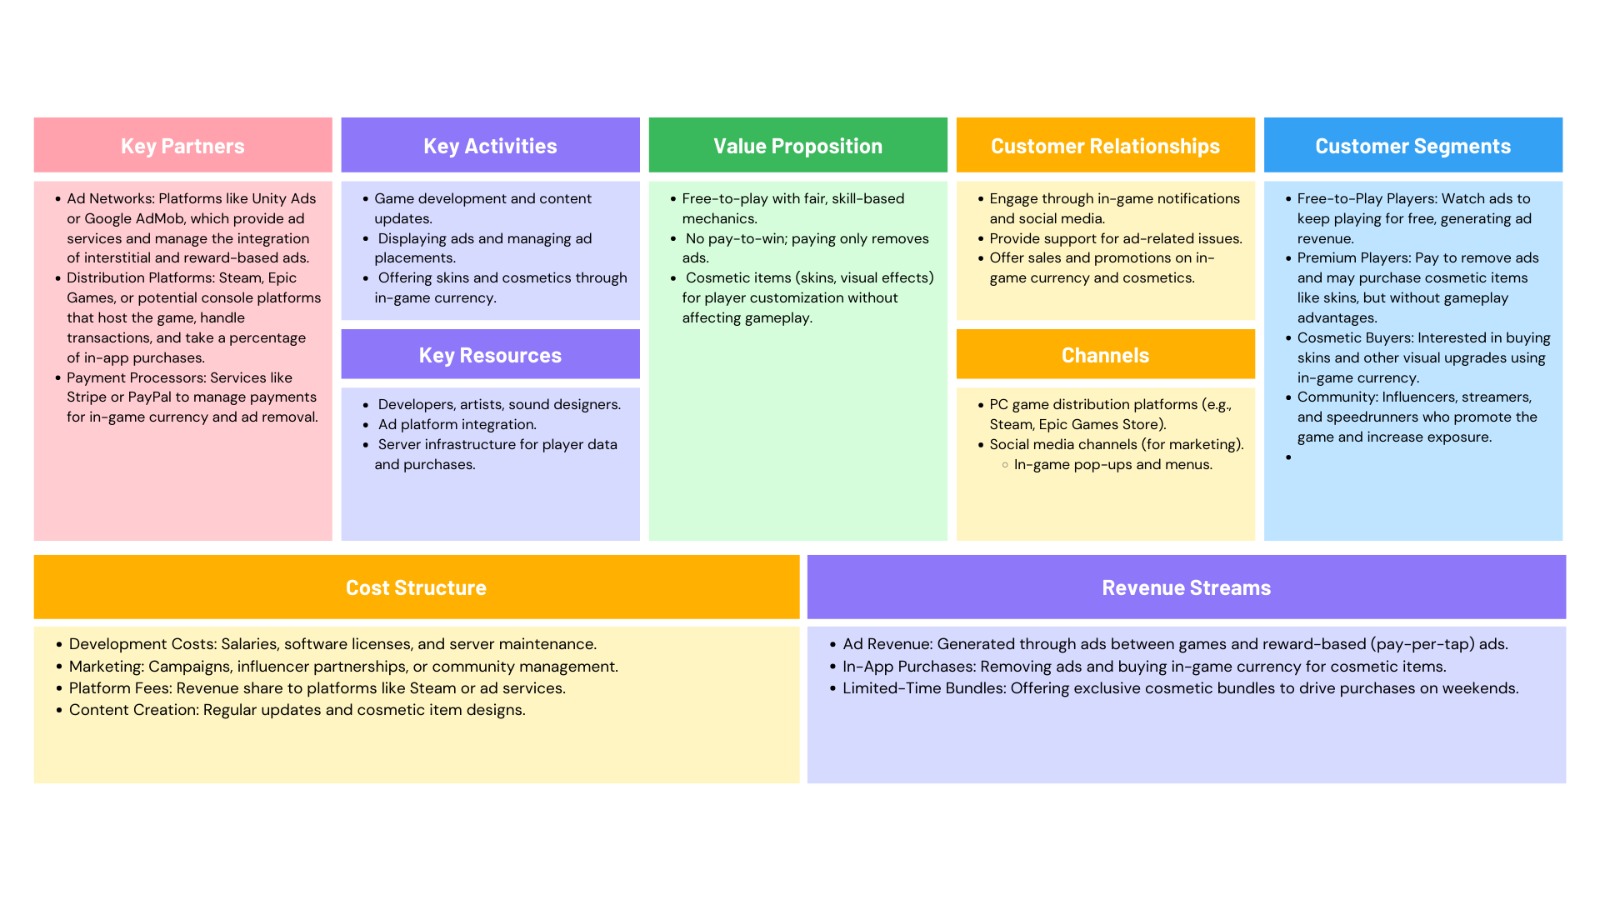 Key Partners
• Ad Networks: Platforms like Unity Ads
or Google AdMob, which provide ad
services and manage the integration
of interstitial and reward-based ads.
• Distribution Platforms: Steam, Epic
Games, or potential console platforms
that host the game, handle
transactions, and take a percentage
of in-app purchases.
• Payment Processors: Services like
Stripe or PayPal to manage payments
for in-game currency and ad removal.
Key Activities
• Game development and content
updates.
• Displaying ads and managing ad
placements.
• Offering skins and cosmetics through
in-game currency.
Key Resources
• Developers, artists, sound designers.
• Ad platform integration.
• Server infrastructure for player data
and purchases.
Value Proposition
• Free-to-play with fair, skill-based
mechanics.
• No pay-to-win; paying only removes
ads.
• Cosmetic items (skins, visual effects)
for player customization without
affecting gameplay.
Customer Relationships
• Engage through in-game notifications
and social media.
• Provide support for ad-related issues.
• Offer sales and promotions on in-
game currency and cosmetics.
Channels
• PC game distribution platforms (e.g.,
Steam, Epic Games Store).
• Social media channels (for marketing).
○ In-game pop-ups and menus.
Customer Segments
• Free-to-Play Players: Watch ads to
keep playing for free, generating ad
revenue.
• Premium Players: Pay to remove ads
and may purchase cosmetic items
like skins, but without gameplay
advantages.
• Cosmetic Buyers: Interested in buying
skins and other visual upgrades using
in-game currency.
• Community: Influencers, streamers,
and speedrunners who promote the
game and increase exposure.
•
Cost Structure
• Development Costs: Salaries, software licenses, and server maintenance.
• Marketing: Campaigns, influencer partnerships, or community management.
• Platform Fees: Revenue share to platforms like Steam or ad services.
• Content Creation: Regular updates and cosmetic item designs.
Revenue Streams
• Ad Revenue: Generated through ads between games and reward-based (pay-per-tap) ads.
• In-App Purchases: Removing ads and buying in-game currency for cosmetic items.
• Limited-Time Bundles: Offering exclusive cosmetic bundles to drive purchases on weekends.